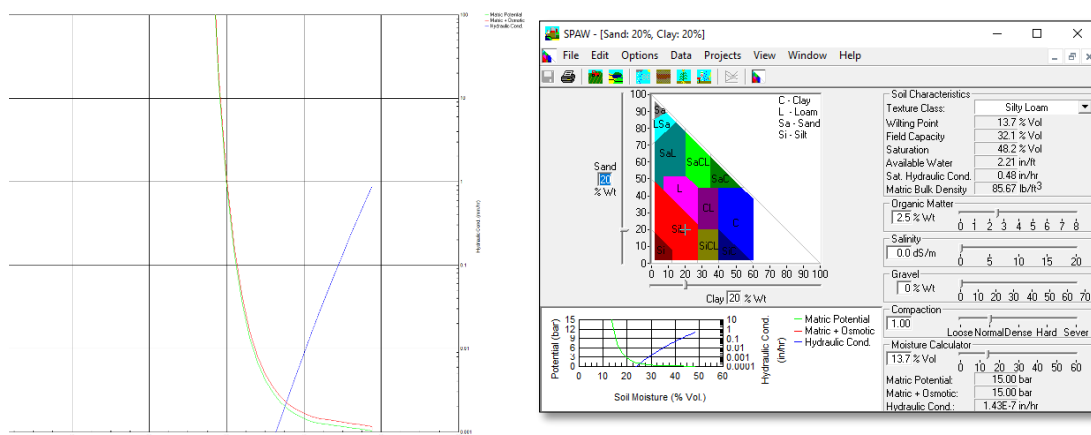 Matric Potential
Matric + Osmotic
Hydraulic Cond.
100
10
1
0.1
0.01
0.001
Hydraulic Cond. (mm/hr)
SPAW - [Sand: 20%, Clay: 20%]
File Edit Options Data Projects View Window Help
C - Clay
L - Loam
Sa - Sand
Si - Silt
Sand
20
% Wt
100
90
80
70
60
50
40
30
20
10
0
Sa
LSa
SaL
SaCL
SaC
L
CL
C
SiL
SiCL
0 10 20 30 40 50 60 70 80 90 100
Clay 20 % Wt
Soil Characteristics
Texture Class: Silty Loam
Wilting Point 13.7 % Vol
Field Capacity 32.1 % Vol
Saturation 48.2 % Vol
Available Water 2.21 in/ft
Sat. Hydraulic Cond. 0.48 in/hr
Matric Bulk Density 85.67 lb/ft3
Organic Matter
2.5 % Wt
0 1 2 3 4 5 6 7 8
Salinity
0.0 dS/m
0 5 10 15 20
Gravel
0 % Wt
0 10 20 30 40 50 60 70
Compaction
1.00
Loose Normal Dense Hard Sever
Moisture Calculator
13.7 % Vol
0 10 20 30 40 50 60
Matric Potential: 15.00 bar
Matric + Osmotic: 15.00 bar
Hydraulic Cond.: 1.43E-7 in/hr
Potential (bar)
15
12
9
6
3
0
10
1
0.1
0.01
0.001
0.0001
Hydraulic Cond.
in/hr)
0 10 20 30 40 50 60
Soil Moisture (% Vol.)
Matric Potential
Matric + Osmotic
Hydraulic Cond.